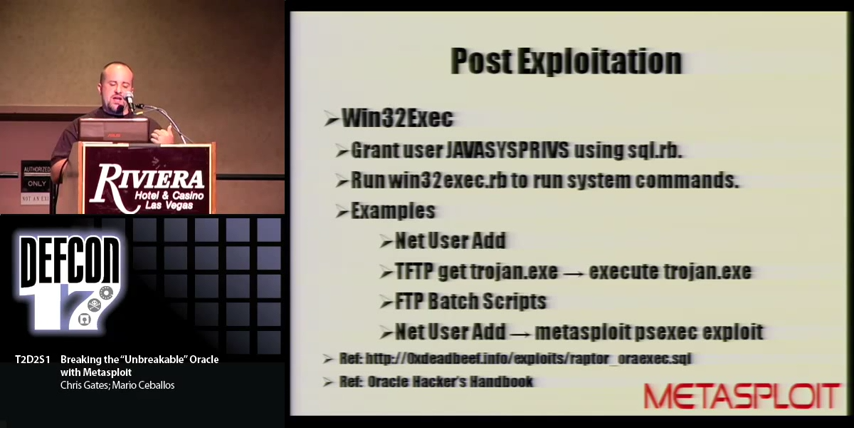 AUTHORIZED
ONLY
RIVIERA
Hotel & Casino
Las Vegas
DEFCON
17
T2D2S1 Breaking the “Unbreakable” Oracle
with Metasploit
Chris Gates; Mario Ceballos
Post Exploitation
Win32Exec
Grant user JAVASYSPRIVS using sql.rb.
Run win32exec.rb to run system commands.
Examples
Net User Add
TFTP get trojan.exe → execute trojan.exe
FTP Batch Scripts
Net User Add → metasploit psexec exploit
Ref: http://0xdeadbeef.info/exploits/raptor_oraexec.sql
Ref: Oracle Hacker's Handbook
METASPLOIT